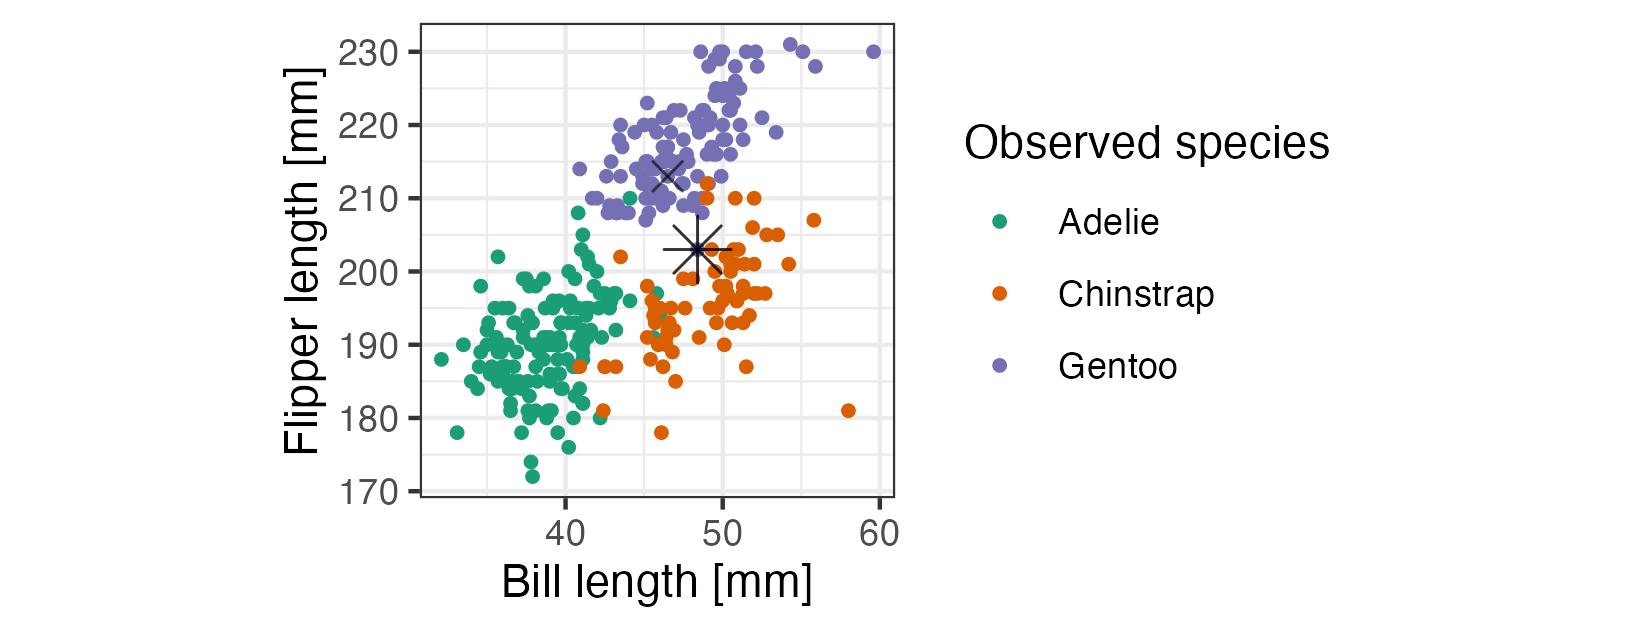 230
220
210
200
190
180
170
Flipper length [mm]
40 50 60
Bill length [mm]
Observed species
Adelie
Chinstrap
Gentoo